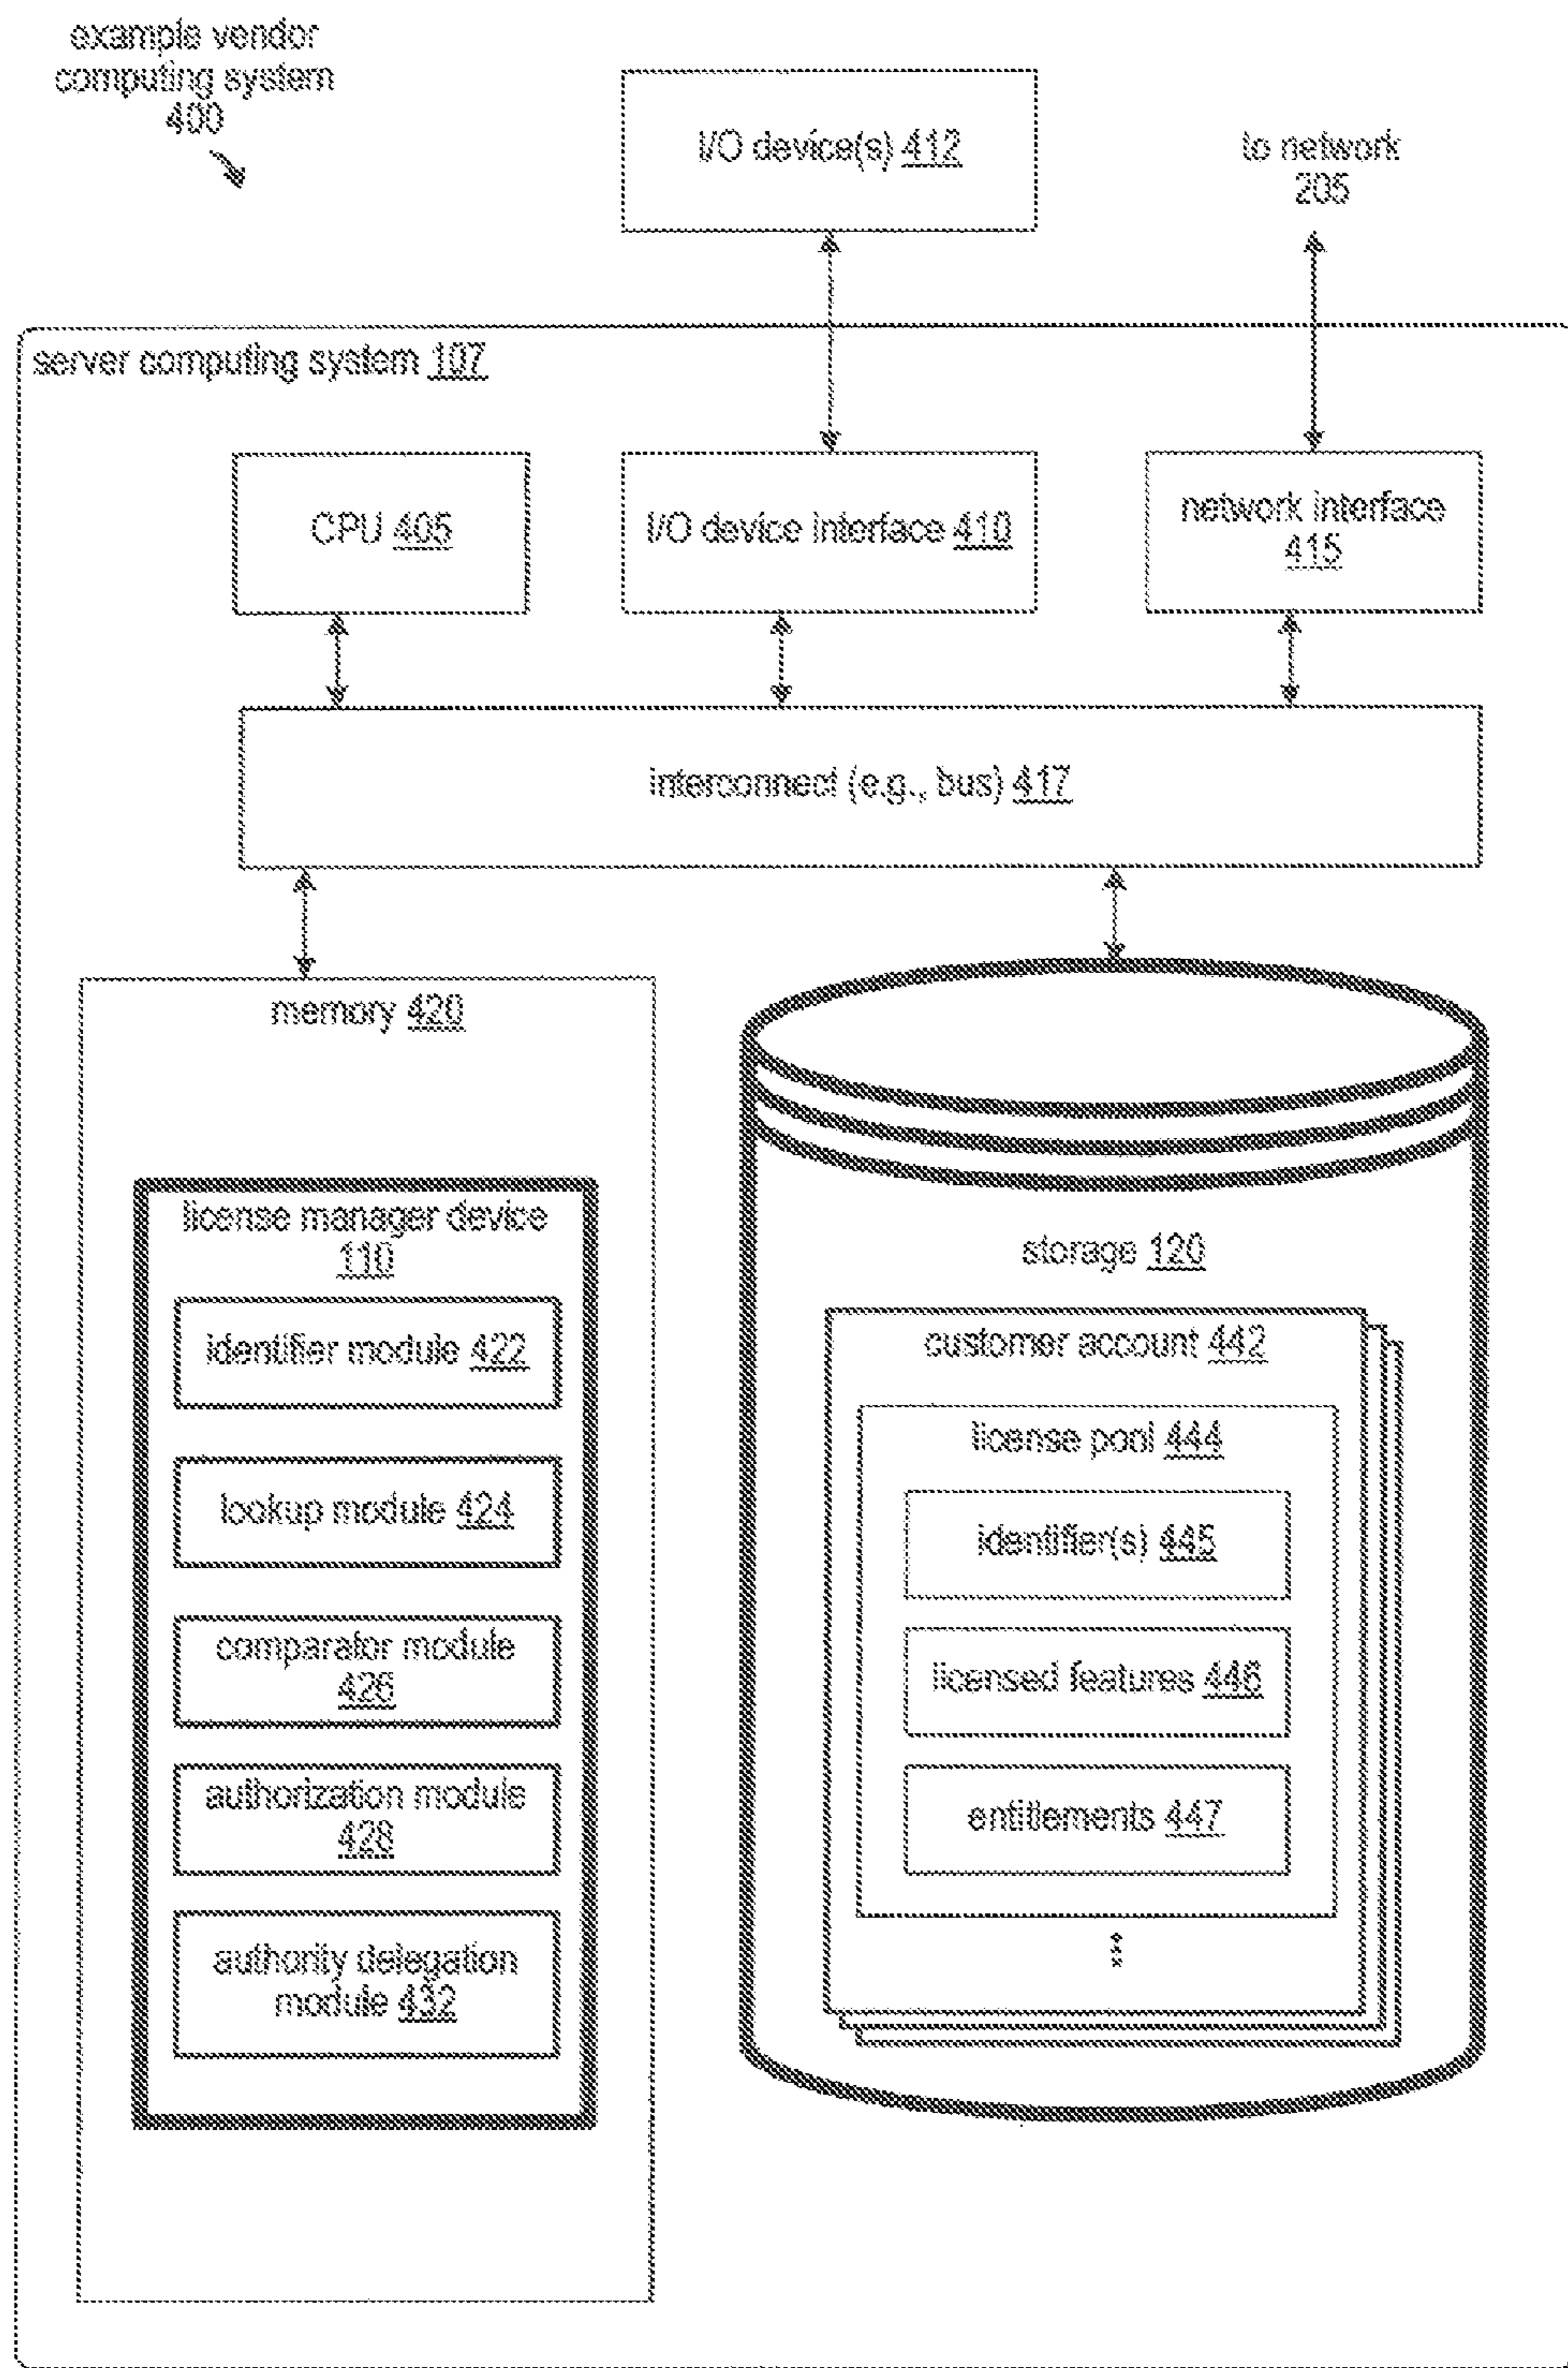 example vendor
computing system
400
I/O device(s) 412
to network
205
server computing system 107
CPU 405
I/O device interface 410
network interface
415
interconnect (e.g., bus) 417
memory 420
license manager device
110
identifier module 422
lookup module 424
comparator module
426
authorization module
428
authority delegation
module 432
storage 120
customer account 442
license pool 444
identifier(s) 445
licensed features 446
entitlements 447